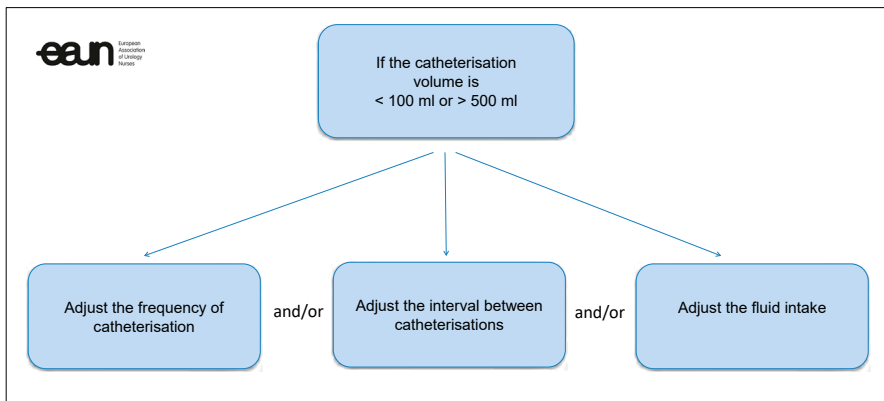 eaun
European
Association
of Urology
Nurses
If the catheterisation
volume is
< 100 ml or > 500 ml
Adjust the frequency of
catheterisation
and/or
Adjust the interval between
catheterisations
and/or
Adjust the fluid intake